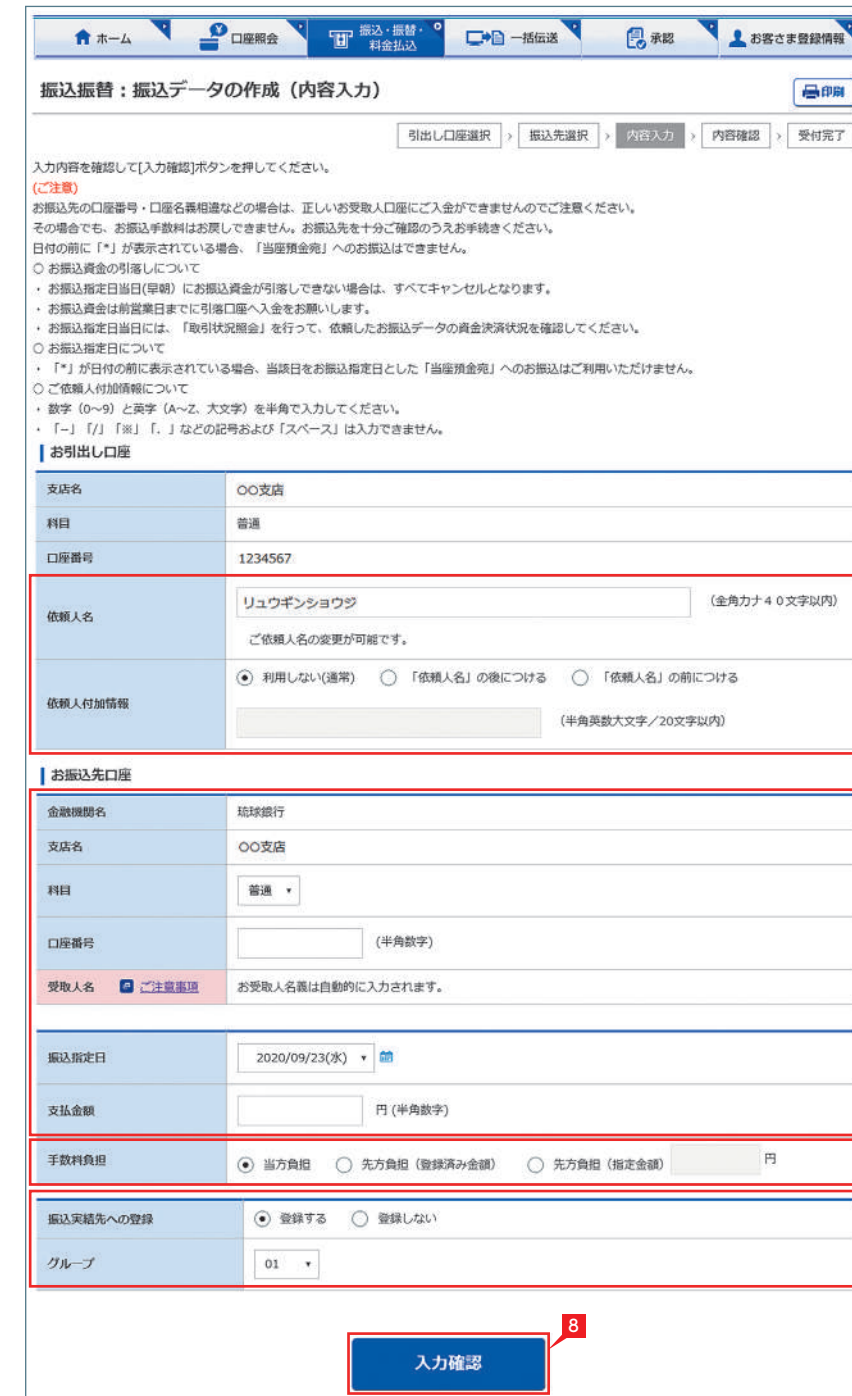 ホーム 口座照会 振込・振替・料金払込 一括伝送 承認 お客さま登録情報
振込振替：振込データの作成（内容入力） 印刷
引出し口座選択 › 振込先選択 › 内容入力 › 内容確認 › 受付完了
入力内容を確認して[入力確認]ボタンを押してください。
(ご注意)
お振込先の口座番号・口座名義相違などの場合は、正しいお受取人口座にご入金ができませんのでご注意ください。
その場合でも、お振込手数料はお戻しできません。お振込先を十分ご確認のうえお手続きください。
日付の前に「*」が表示されている場合、「当座預金宛」へのお振込はできません。
○ お振込資金の引落しについて
・ お振込指定日当日(早朝）にお振込資金が引落しできない場合は、すべてキャンセルとなります。
・ お振込資金は前営業日までに引落口座へ入金をお願いします。
・ お振込指定日当日には、「取引状況照会」を行って、依頼したお振込データの資金決済状況を確認してください。
○ お振込指定日について
・ 「*」が日付の前に表示されている場合、当該日をお振込指定日とした「当座預金宛」へのお振込はご利用いただけません。
○ ご依頼人付加情報について
・ 数字（0～9）と英字（A～Z、大文字）を半角で入力してください。
・ 「－」「/」「※」「．」などの記号および「スペース」は入力できません。
お引出し口座
支店名 〇〇支店
科目 普通
口座番号 1234567
依頼人名 リュウギンショウジ (全角カナ４０文字以内)
ご依頼人名の変更が可能です。
依頼人付加情報 利用しない(通常) 「依頼人名」の後につける 「依頼人名」の前につける
(半角英数大文字／20文字以内)
お振込先口座
金融機関名 琉球銀行
支店名 〇〇支店
科目 普通
口座番号 (半角数字)
受取人名 ご注意事項 お受取人名義は自動的に入力されます。
振込指定日 2020/09/23(水)
支払金額 円 (半角数字)
手数料負担 当方負担 先方負担（登録済み金額） 先方負担（指定金額） 円
振込実績先への登録 登録する 登録しない
グループ 01
8
入力確認